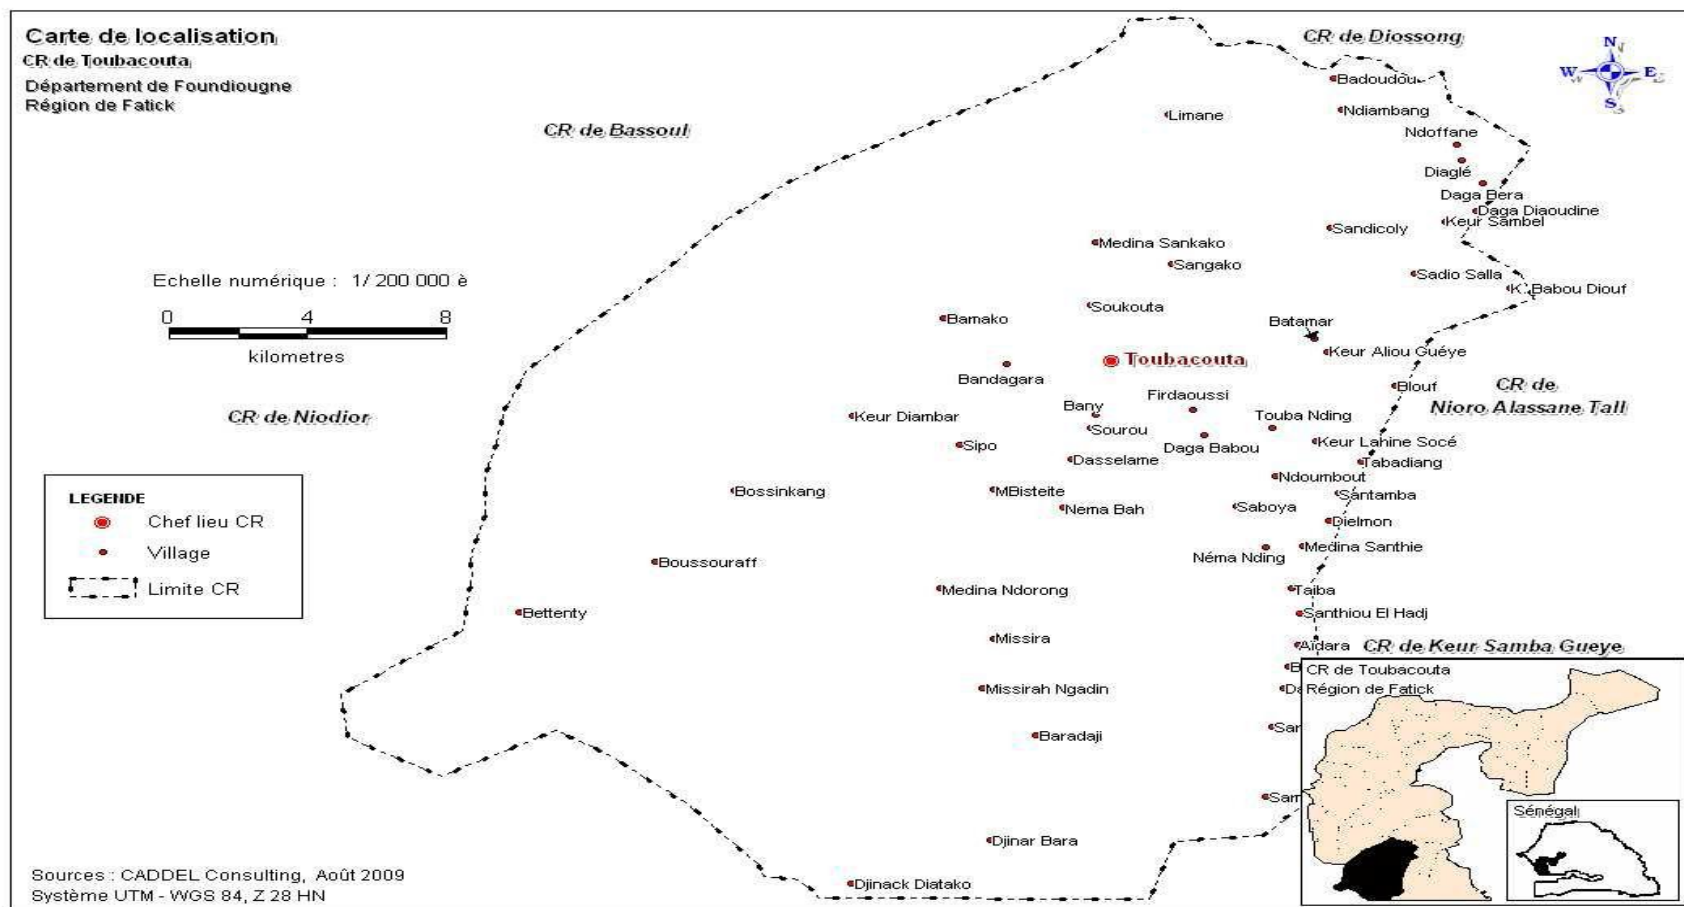 Carte de localisation
CR de Toubacouta
Département de Foundiougne
Région de Fatick
CR de Diossong
N
W E
S
CR de Bassoul
Badoudou
Limane
Ndiambang
Ndoffane
Diaglé
Daga Bera
Daga Diaoudine
Keur Sambel
Sandicoly
Medina Sankako
Sangako
Sadio Salla
K. Babou Diouf
Echelle numérique : 1/ 200 000 è
0 4 8
kilometres
Soukouta
Bamako
Batamar
Keur Aliou Guéye
Toubacouta
Bandagara
Blouf
CR de
Nioro Alassane Tall
Firdaoussi
CR de Niodior
Keur Diambar
Bany
Touba Nding
Sourou
Daga Babou
Keur Lahine Socé
Sipo
Dasselame
Tabadiang
Ndoumbout
LEGENDE
Chef lieu CR
Village
Limite CR
Bossinkang
MBisteite
Santamba
Nema Bah
Saboya
Dielmon
Néma Nding
Medina Santhie
Boussouraff
Medina Ndorong
Taiba
Bettenty
Santhiou El Hadj
Missira
Aïdara
CR de Keur Samba Gueye
B
CR de Toubacouta
Missirah Ngadin
Da
Région de Fatick
Baradaji
Sar
Sam
Sénégal
Djinar Bara
Djinack Diatako
Sources : CADDEL Consulting, Août 2009
Système UTM - WGS 84, Z 28 HN